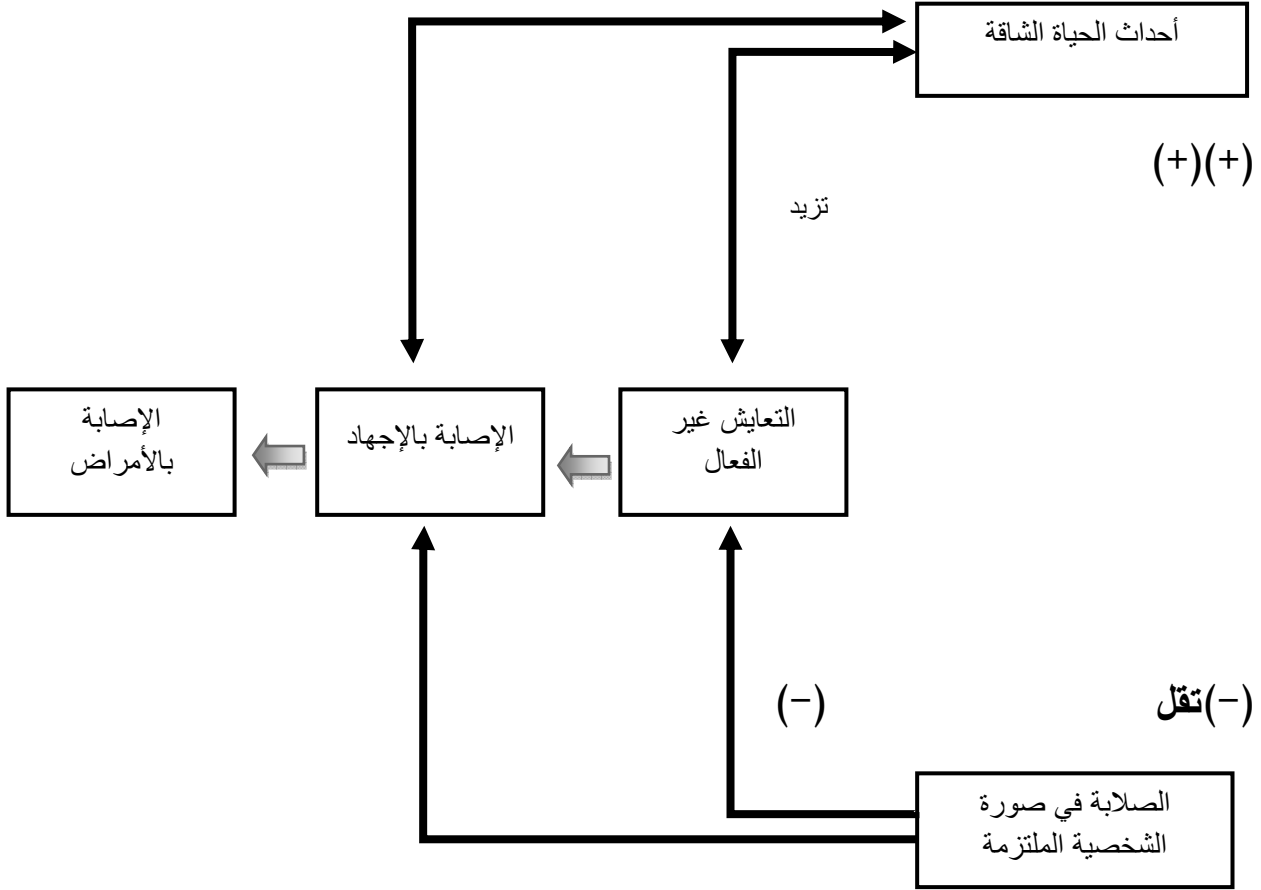 أحداث الحياة الشاقة
(+)(+)
تزيد
التعايش غير
الفعال
الإصابة بالإجهاد
الإصابة
بالأمراض
(−)تقل
(−)
الصلابة في صورة
الشخصية الملتزمة